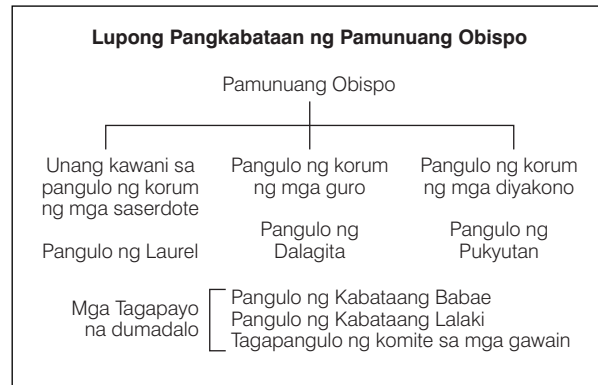 Lupong Pangkabataan ng Pamunuang Obispo
Pamunuang Obispo
Unang kawani sa
pangulo ng korum
ng mga saserdote
Pangulo ng Laurel
Pangulo ng korum
ng mga guro
Pangulo ng
Dalagita
Pangulo ng korum
ng mga diyakono
Pangulo ng
Pukyutan
Mga Tagapayo
na dumadalo
Pangulo ng Kabataang Babae
Pangulo ng Kabataang Lalaki
Tagapangulo ng komite sa mga gawain